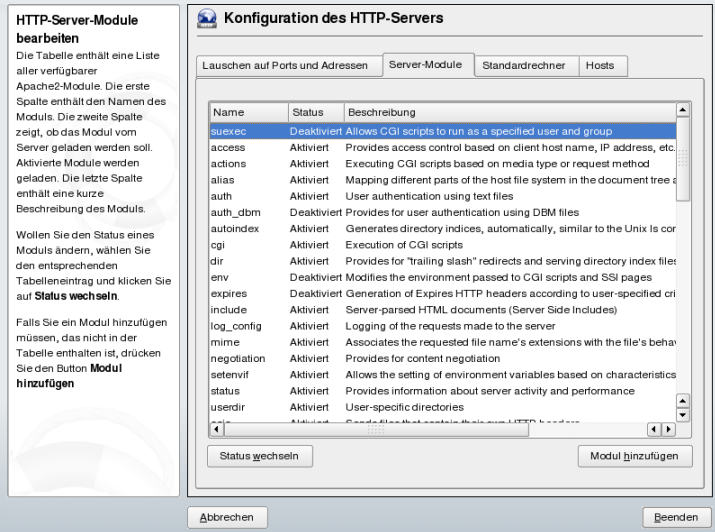 HTTP-Server-Module
bearbeiten
Die Tabelle enthält eine Liste
aller verfügbarer
Apache2-Module. Die erste
Spalte enthält den Namen des
Moduls. Die zweite Spalte
zeigt, ob das Modul vom
Server geladen werden soll.
Aktivierte Module werden
geladen. Die letzte Spalte
enthält eine kurze
Beschreibung des Moduls.
Wollen Sie den Status eines
Moduls ändern, wählen Sie
den entsprechenden
Tabelleneintrag und klicken Sie
auf Status wechseln.
Falls Sie ein Modul hinzufügen
müssen, das nicht in der
Tabelle enthalten ist, drücken
Sie den Button Modul
hinzufügen
Konfiguration des HTTP-Servers
Lauschen auf Ports und Adressen Server-Module Standardrechner Hosts
Name Status Beschreibung
suexec Deaktiviert Allows CGI scripts to run as a specified user and group
access Aktiviert Provides access control based on client host name, IP address, etc.
actions Aktiviert Executing CGI scripts based on media type or request method
alias Aktiviert Mapping different parts of the host file system in the document tree a
auth Aktiviert User authentication using text files
auth_dbm Deaktiviert Provides for user authentication using DBM files
autoindex Aktiviert Generates directory indices, automatically, similar to the Unix ls cor
cgi Aktiviert Execution of CGI scripts
dir Aktiviert Provides for "trailing slash" redirects and serving directory index files
env Deaktiviert Modifies the environment passed to CGI scripts and SSI pages
expires Deaktiviert Generation of Expires HTTP headers according to user-specified cri
include Aktiviert Server-parsed HTML documents (Server Side Includes)
log_config Aktiviert Logging of the requests made to the server
mime Aktiviert Associates the requested file name's extensions with the file's behav
negotiation Aktiviert Provides for content negotiation
setenvif Aktiviert Allows the setting of environment variables based on characteristics
status Aktiviert Provides information about server activity and performance
userdir Aktiviert User-specific directories
Status wechseln Modul hinzufügen
Abbrechen Beenden